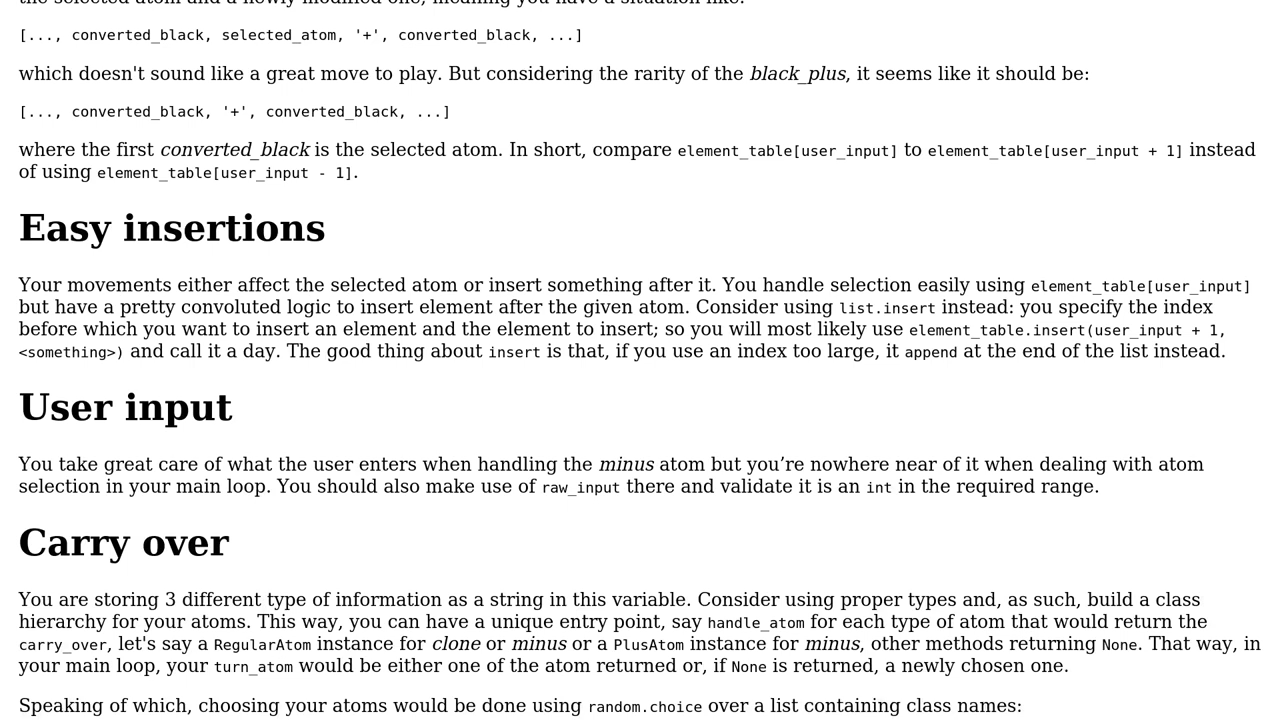 the selected atom and a newly modified one, meaning you have a situation like:
[..., converted_black, selected_atom, '+', converted_black, ...]
which doesn't sound like a great move to play. But considering the rarity of the black_plus, it seems like it should be:
[..., converted_black, '+', converted_black, ...]
where the first converted_black is the selected atom. In short, compare element_table[user_input] to element_table[user_input + 1] instead
of using element_table[user_input - 1].
Easy insertions
Your movements either affect the selected atom or insert something after it. You handle selection easily using element_table[user_input]
but have a pretty convoluted logic to insert element after the given atom. Consider using list.insert instead: you specify the index
before which you want to insert an element and the element to insert; so you will most likely use element_table.insert(user_input + 1,
<something>) and call it a day. The good thing about insert is that, if you use an index too large, it append at the end of the list instead.
User input
You take great care of what the user enters when handling the minus atom but you’re nowhere near of it when dealing with atom
selection in your main loop. You should also make use of raw_input there and validate it is an int in the required range.
Carry over
You are storing 3 different type of information as a string in this variable. Consider using proper types and, as such, build a class
hierarchy for your atoms. This way, you can have a unique entry point, say handle_atom for each type of atom that would return the
carry_over, let's say a RegularAtom instance for clone or minus or a PlusAtom instance for minus, other methods returning None. That way, in
your main loop, your turn_atom would be either one of the atom returned or, if None is returned, a newly chosen one.
Speaking of which, choosing your atoms would be done using random.choice over a list containing class names: